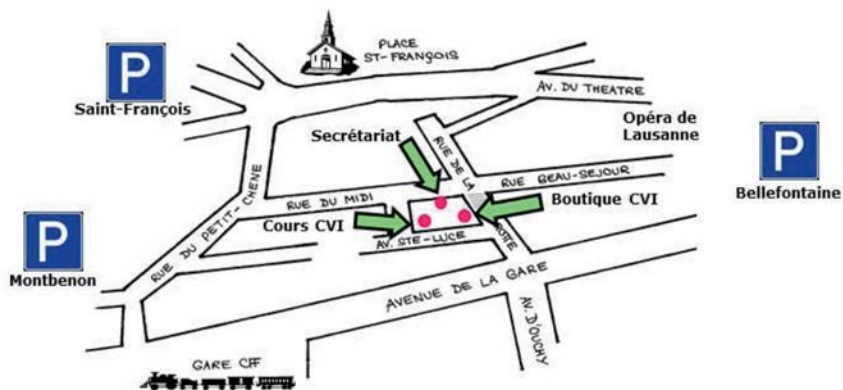 PLACE
ST-FRANÇOIS
P
Saint-François
AV. DU THEATRE
Secrétariat
Opéra de
Lausanne
P
Bellefontaine
RUE DE LA
GROTTE
RUE BEAU-SEJOUR
RUE DU MIDI
Boutique CVI
Cours CVI
AV. STE-LUCE
RUE DU PETIT-CHENE
P
Montbenon
AVENUE DE LA GARE
AV. D'OUCHY
GARE CFF